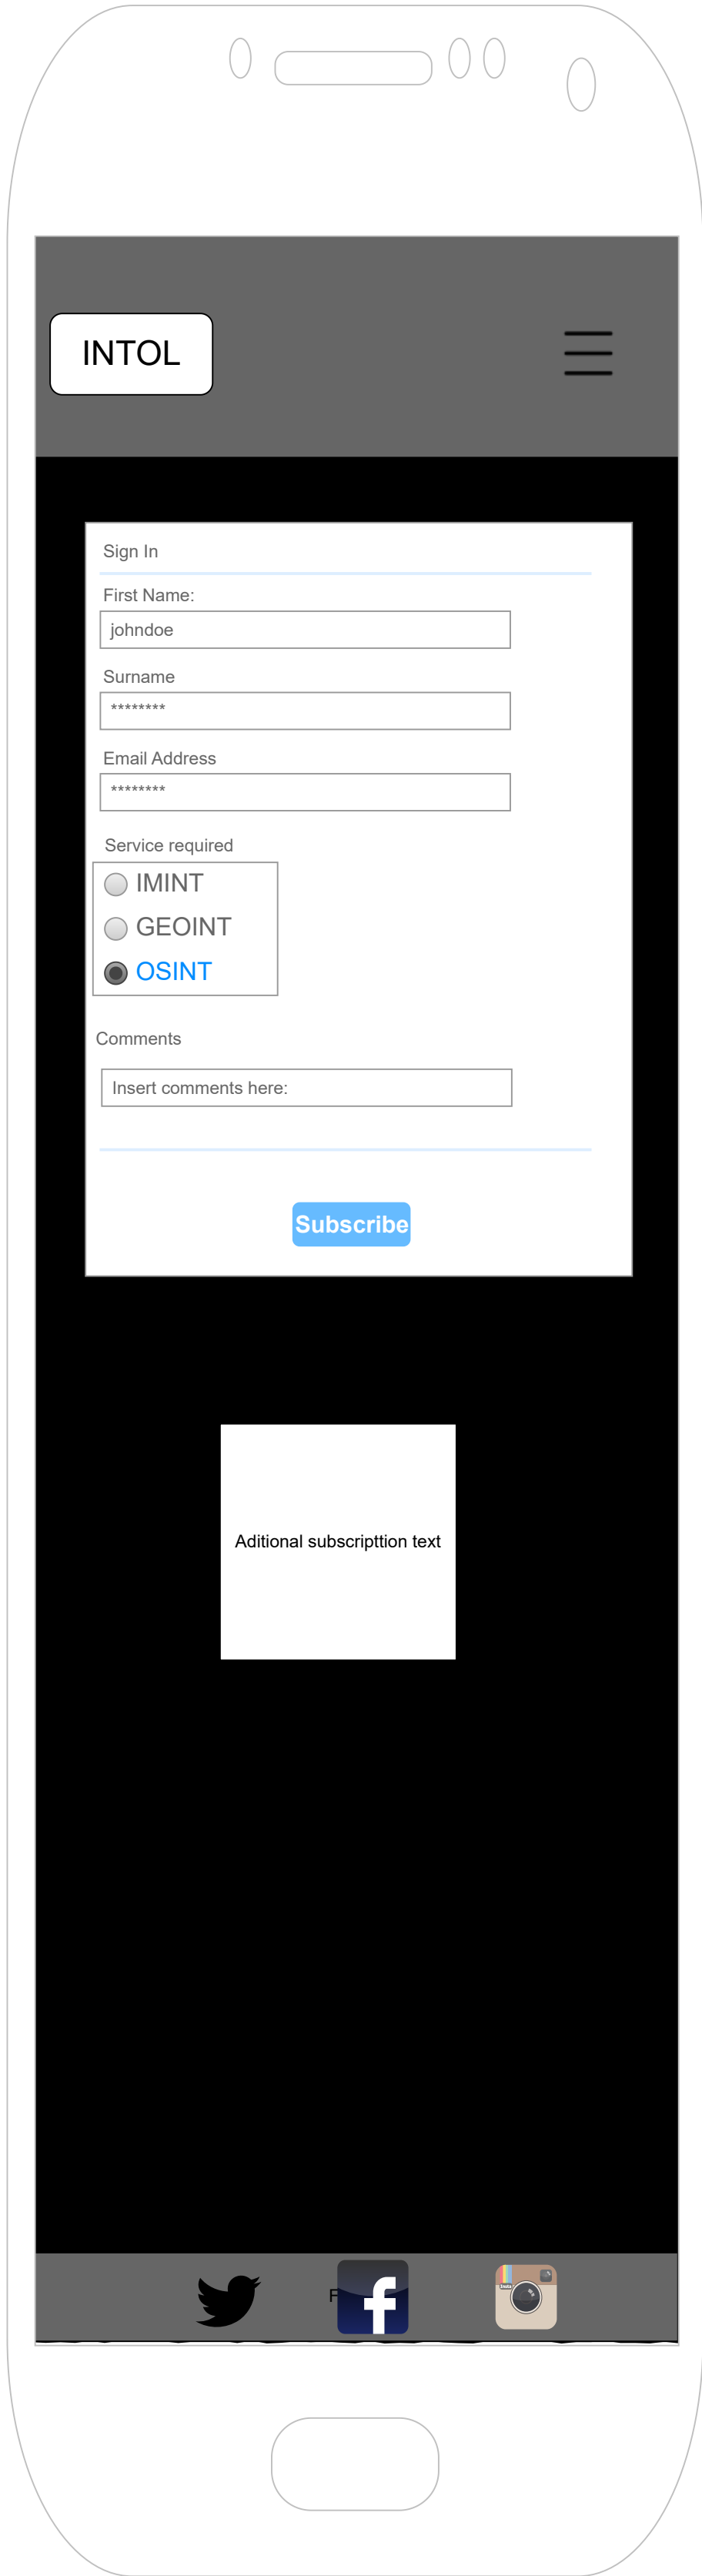 INTOL
Sign In
First Name:
johndoe
Surname
********
Email Address
********
Service required
IMINT
GEOINT
OSINT
Comments
Insert comments here:
Subscribe
Aditional subscripttion text